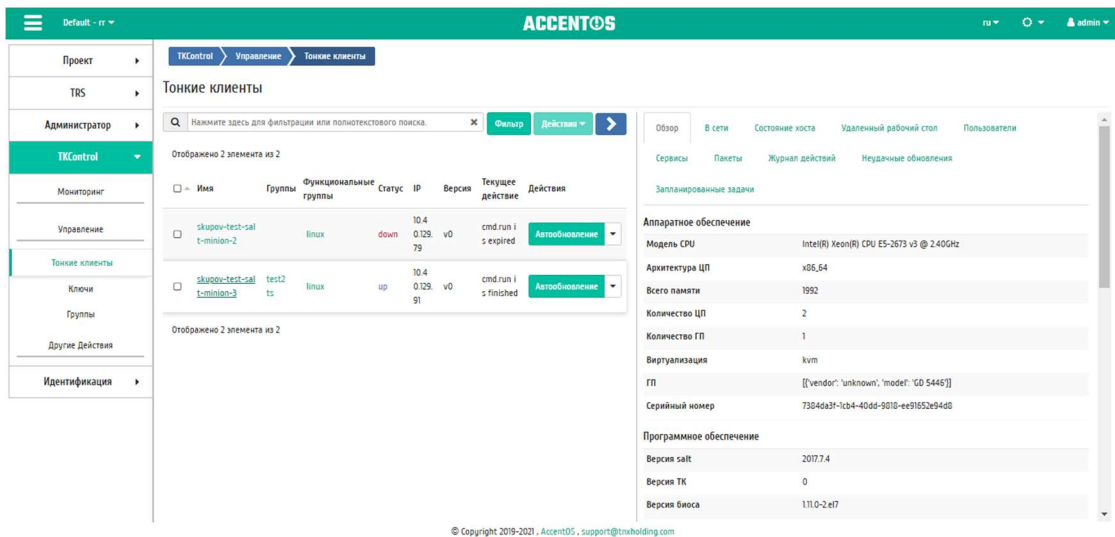 Default - rr
ACCENTOS
ru
admin
Проект
TRS
Администратор
TKControl
Мониторинг
Управление
Тонкие клиенты
Ключи
Группы
Другие Действия
Идентификация
TKControl Управление Тонкие клиенты
Тонкие клиенты
Нажмите здесь для фильтрации или полнотекстового поиска. Фильтр Действия
Отображено 2 элемента из 2
Имя Группы Функциональные группы Статус IP Версия Текущее действие Действия
skupov-test-salt-minion-2 linux down 10.40.129.79 v0 cmd.run is expired Автообновление
skupov-test-salt-minion-3 test2 ts linux up 10.40.129.91 v0 cmd.run is finished Автообновление
Отображено 2 элемента из 2
Обзор В сети Состояние хоста Удаленный рабочий стол Пользователи
Сервисы Пакеты Журнал действий Неудачные обновления
Запланированные задачи
Аппаратное обеспечение
Модель CPU Intel(R) Xeon(R) CPU E5-2673 v3 @ 2.40GHz
Архитектура ЦП x86_64
Всего памяти 1992
Количество ЦП 2
Количество ГП 1
Виртуализация kvm
ГП [{'vendor': 'unknown', 'model': 'GD 5446'}]
Серийный номер 7384da3f-1cb4-40dd-9818-ee91652e94d8
Программное обеспечение
Версия salt 2017.7.4
Версия ТК 0
Версия биоса 1.11.0-2.el7
© Copyright 2019-2021 , AccentOS , support@tnxholding.com